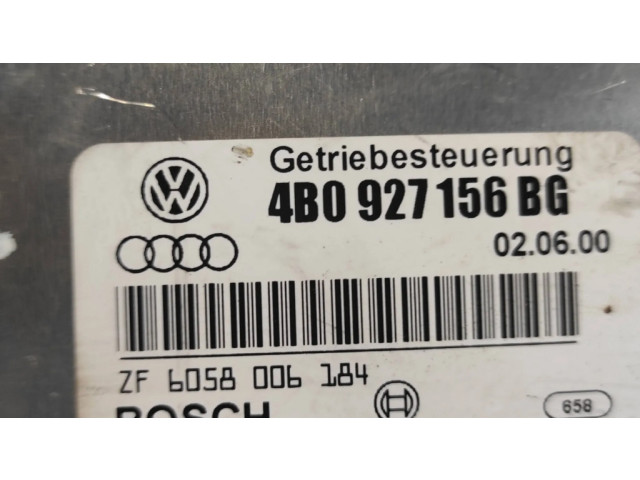 Getriebesteuerung
4B0 927 156 BG
02.06.00
ZF 6058 006 184
BOSCH
658